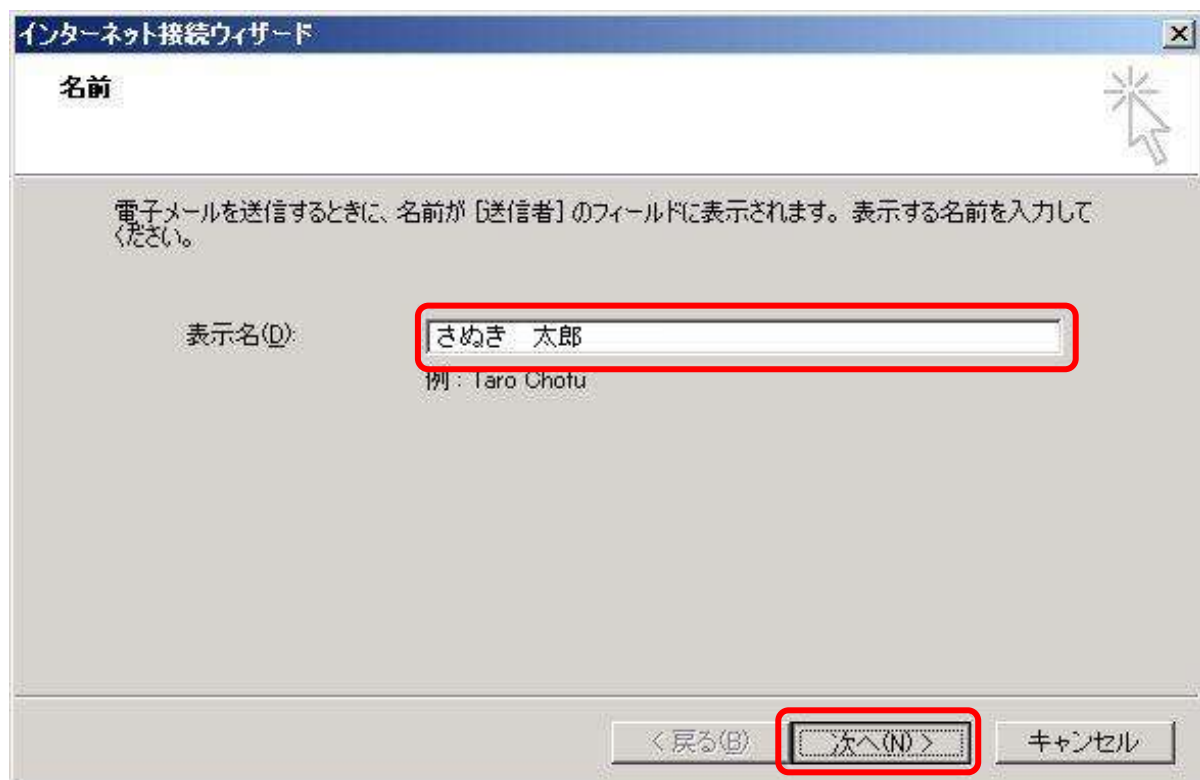 インターネット接続ウィザード
名前
電子メールを送信するときに、名前が [送信者] のフィールドに表示されます。表示する名前を入力して
ください。
表示名(D):
さぬき 太郎
例 : Taro Chofu
< 戻る(B)
次へ(N) >
キャンセル